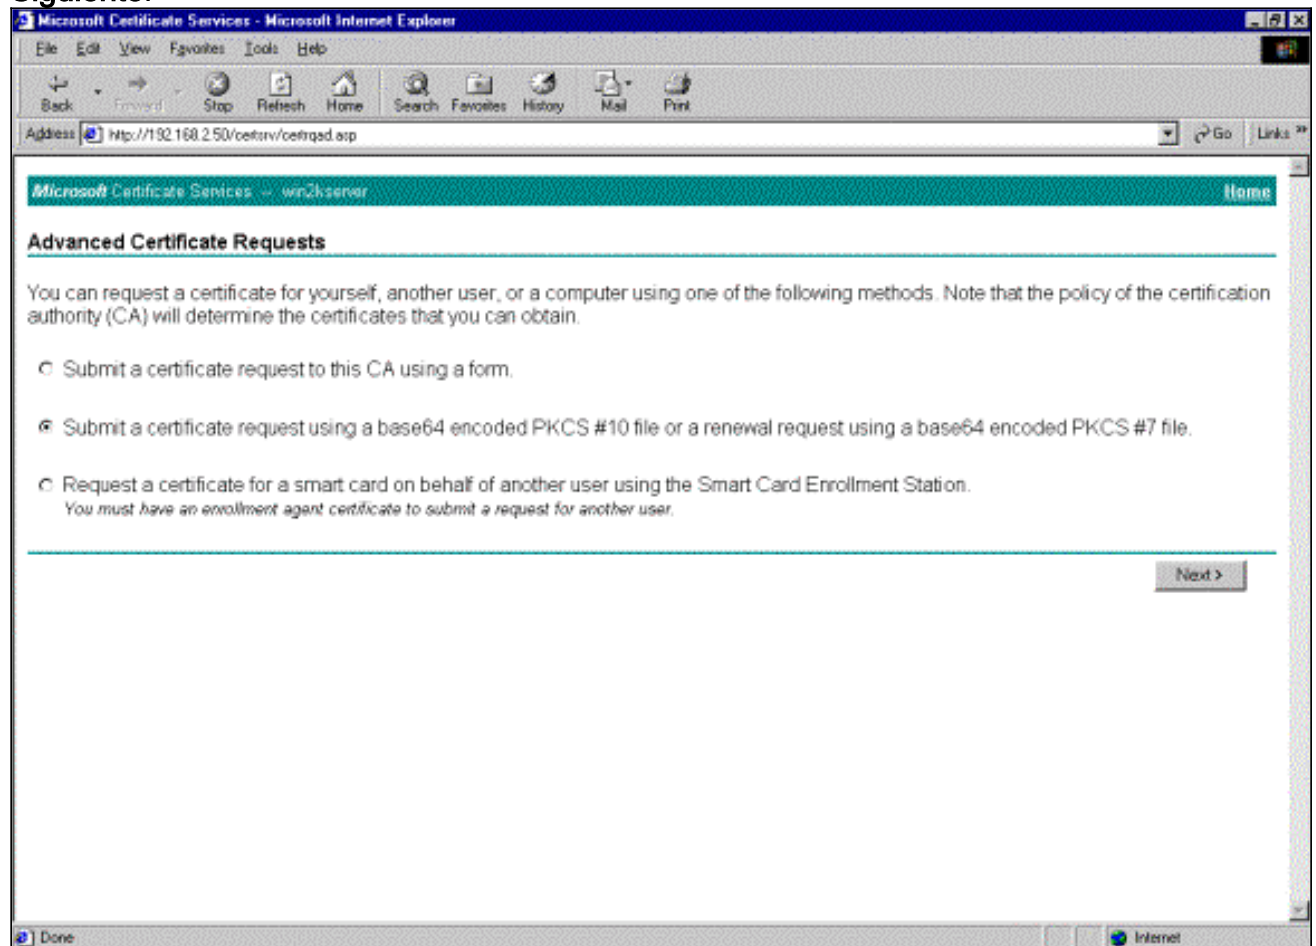 Siguiente.
Microsoft Certificate Services - Microsoft Internet Explorer
File Edit View Favorites Tools Help
Back Forward Stop Refresh Home Search Favorites History Mail Print
Address http://192.168.2.50/certsrv/certrqad.asp Go Links »
Microsoft Certificate Services -- win2kserver Home
Advanced Certificate Requests
You can request a certificate for yourself, another user, or a computer using one of the following methods. Note that the policy of the certification
authority (CA) will determine the certificates that you can obtain.
Submit a certificate request to this CA using a form.
Submit a certificate request using a base64 encoded PKCS #10 file or a renewal request using a base64 encoded PKCS #7 file.
Request a certificate for a smart card on behalf of another user using the Smart Card Enrollment Station.
You must have an enrollment agent certificate to submit a request for another user.
Next >
Done Internet